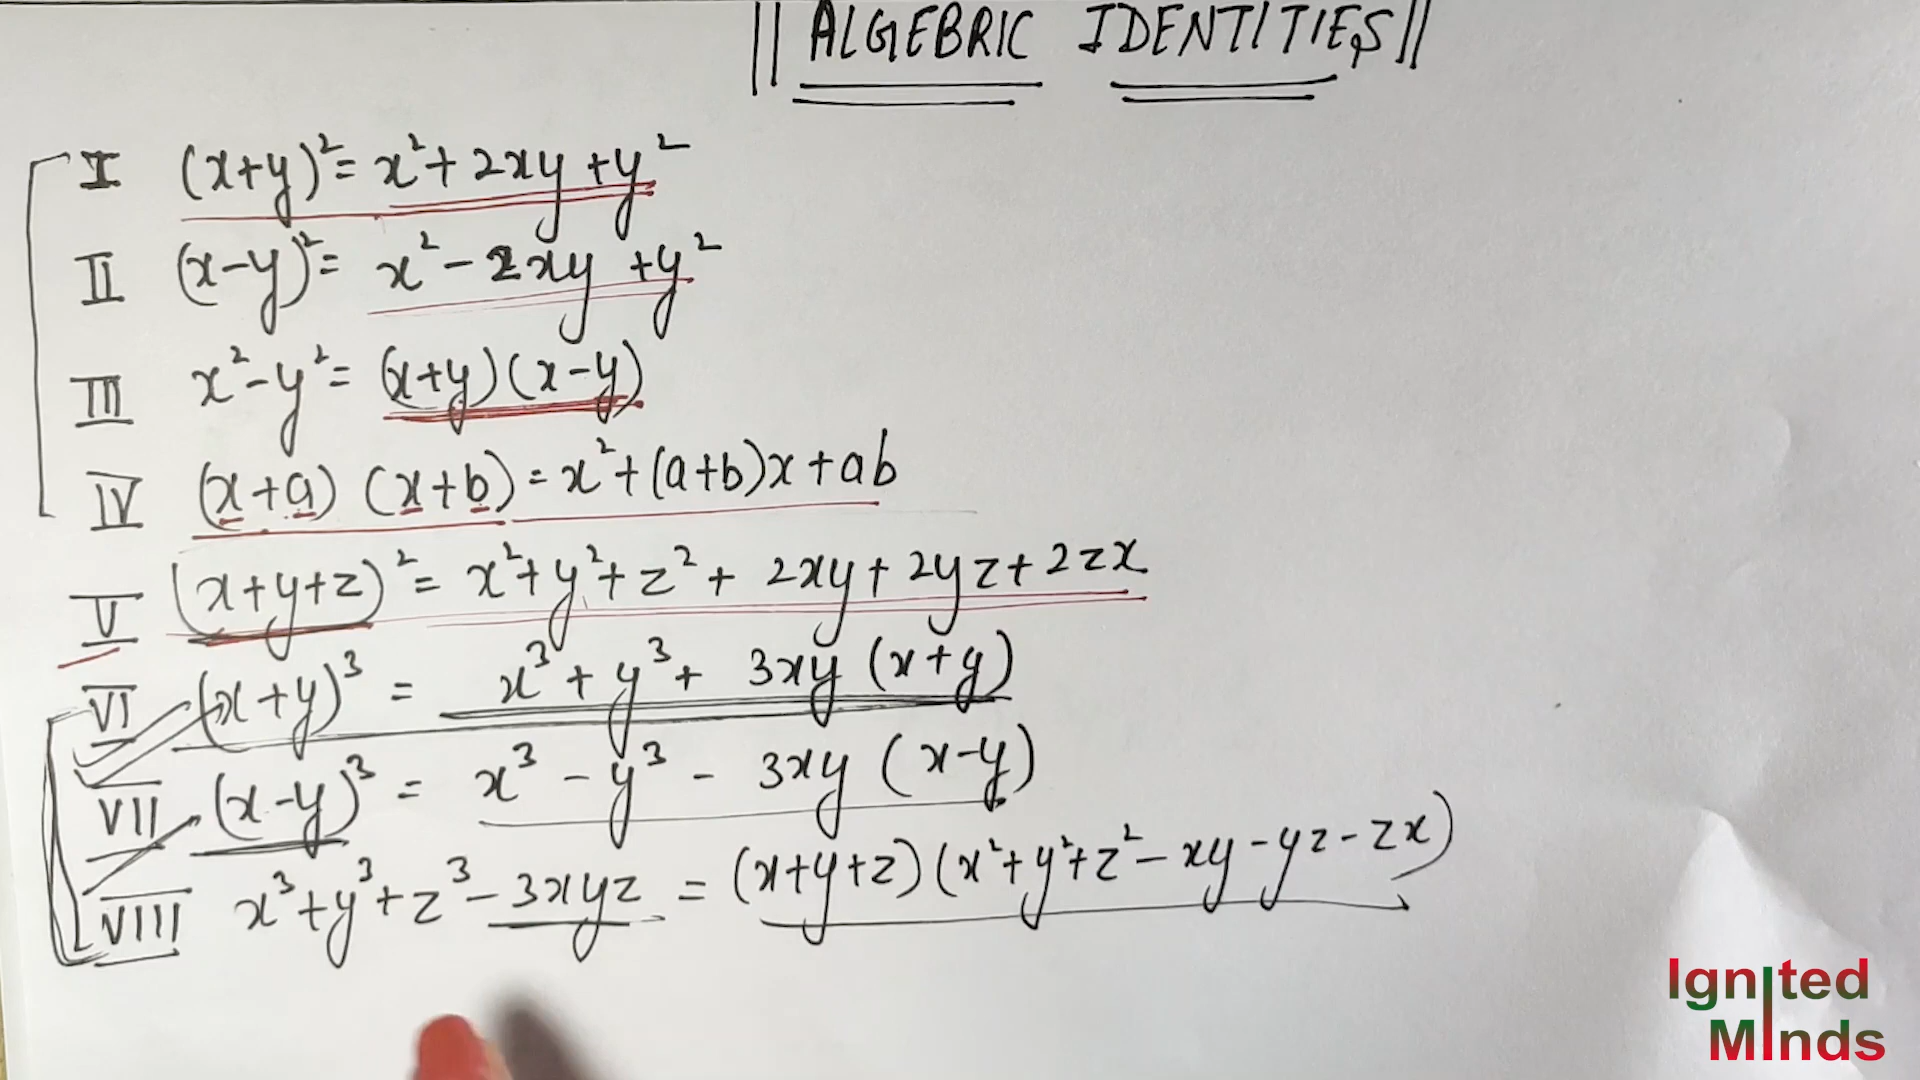 || ALGEBRIC IDENTITIES ||
I (x+y)² = x² + 2xy + y²
II (x-y)² = x² - 2xy + y²
III x² - y² = (x+y)(x-y)
IV (x+a) (x+b) = x² + (a+b)x + ab
V (x+y+z)² = x² + y² + z² + 2xy + 2yz + 2zx
VI (x+y)³ = x³ + y³ + 3xy (x+y)
VII (x-y)³ = x³ - y³ - 3xy (x-y)
VIII x³ + y³ + z³ - 3xyz = (x+y+z)(x² + y² + z² - xy - yz - zx)
Ignited
Minds